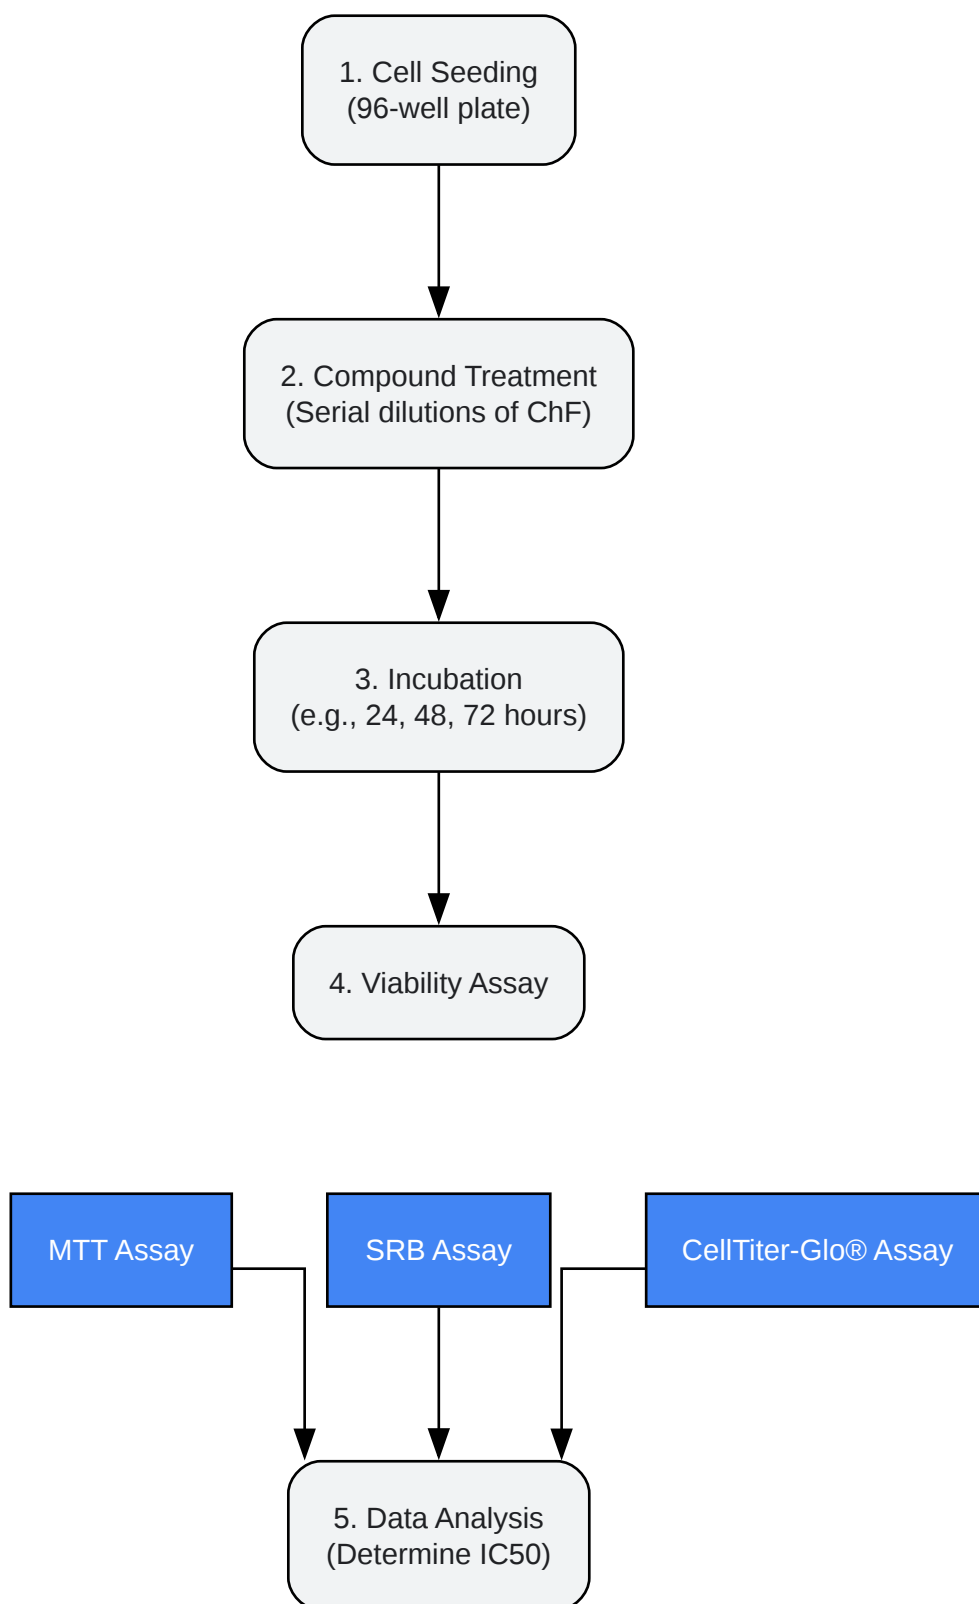 1. Cell Seeding
(96-well plate)
2. Compound Treatment
(Serial dilutions of ChF)
3. Incubation
(e.g., 24, 48, 72 hours)
4. Viability Assay
MTT Assay
SRB Assay
CellTiter-Glo® Assay
5. Data Analysis
(Determine IC50)